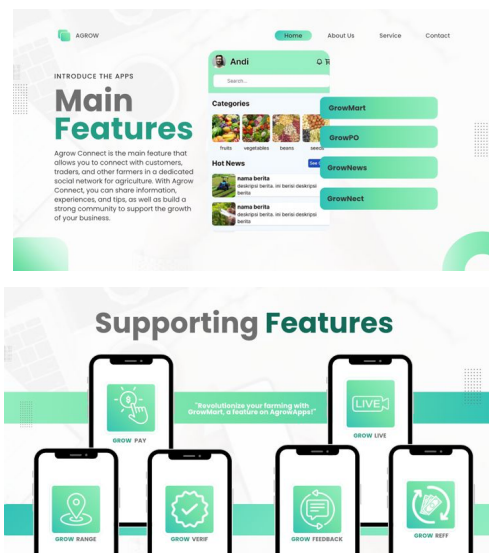 AGROW
Home
About Us
Service
Contact
INTRODUCE THE APPS
Main
Features
Agrow Connect is the main feature that
allows you to connect with customers,
traders, and other farmers in a dedicated
social network for agriculture. With Agrow
Connect, you can share information,
experiences, and tips, as well as build a
strong community to support the growth
of your business.
Andi
Search...
Categories
fruits
vegetables
beans
seeds
Hot News
See
nama berita
deskripsi berita. ini berisi deskripsi
berita
nama berita
deskripsi berita. ini berisi deskripsi
berita
GrowMart
GrowPO
GrowNews
GrowNect
Supporting Features
"Revolutionize your farming with
GrowMart, a feature on AgrowApps!"
GROW PAY
LIVE
GROW LIVE
GROW RANGE
GROW VERIF
GROW FEEDBACK
GROW REFF